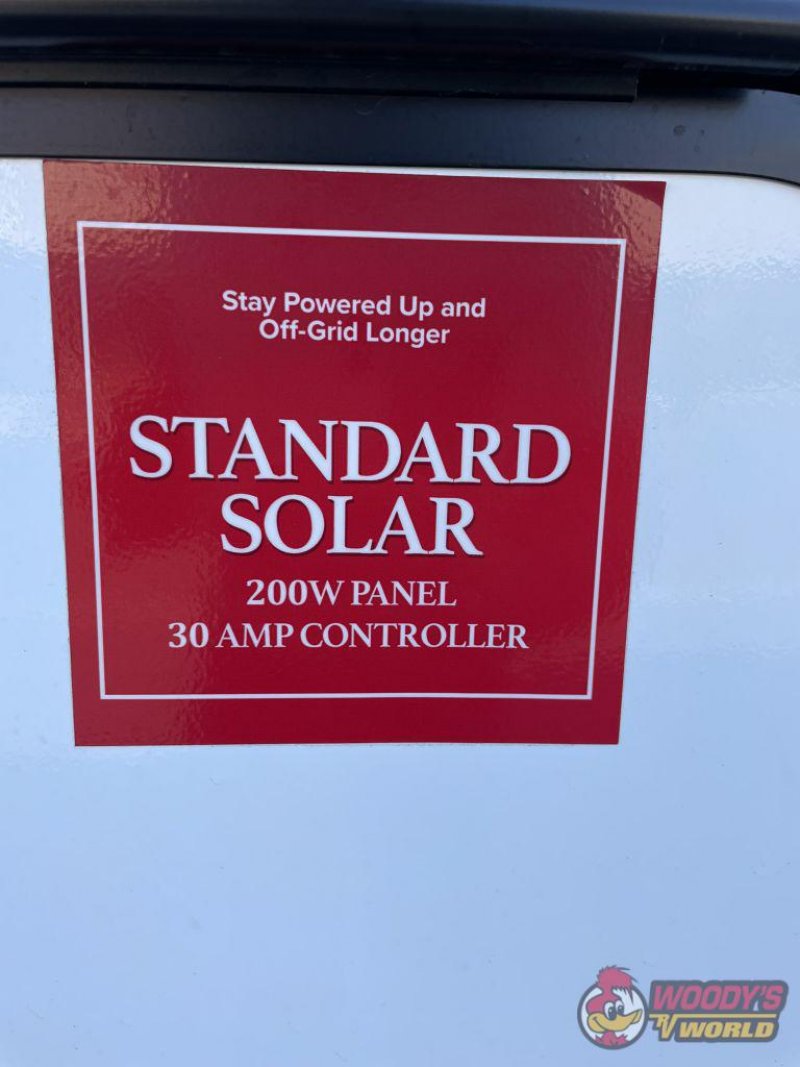 Stay Powered Up and
Off-Grid Longer
STANDARD
SOLAR
200W PANEL
30 AMP CONTROLLER
WOODY'S
RV WORLD